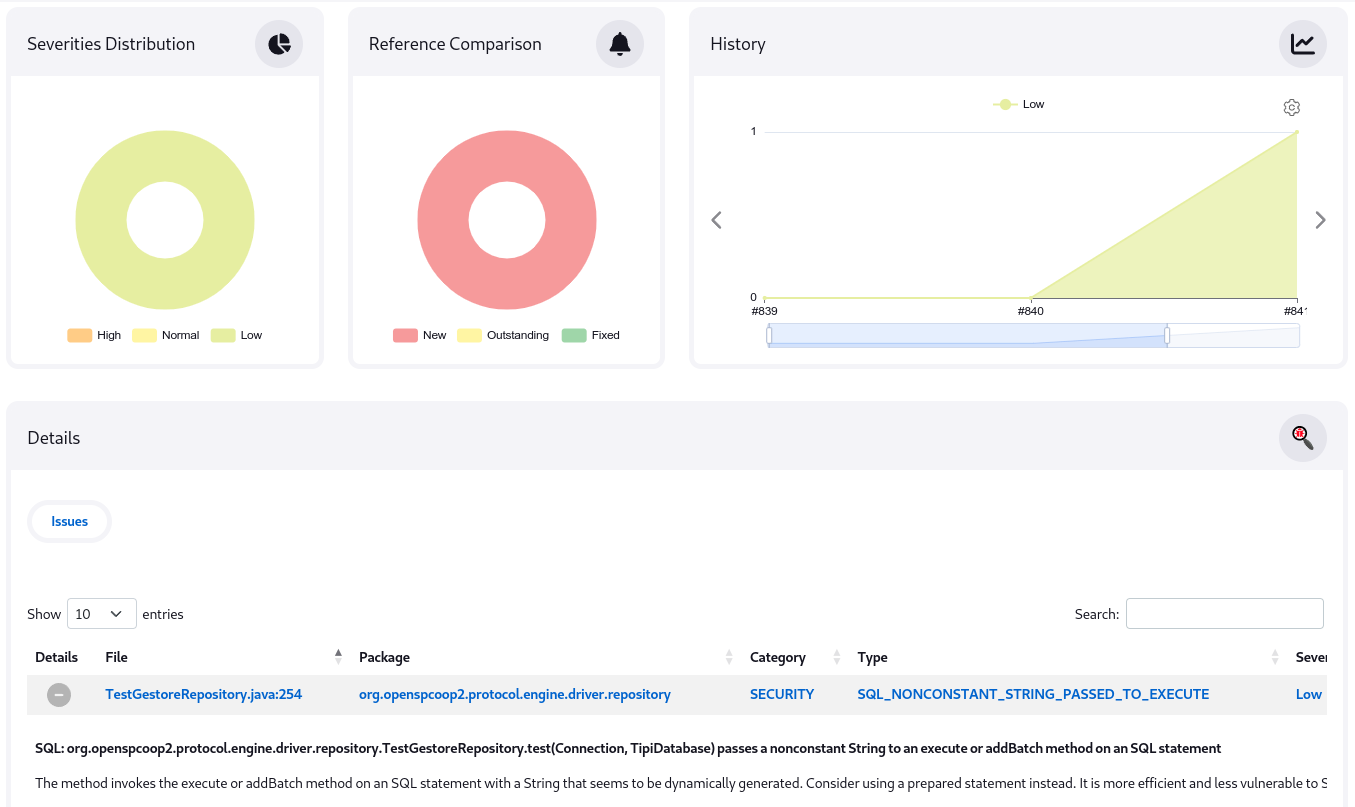 Severities Distribution
Reference Comparison
History
High Normal Low
New Outstanding Fixed
Low
1
0
#839 #840 #841
Details
Issues
Show 10 entries
Search:
Details File Package Category Type Sever
TestGestoreRepository.java:254 org.openspcoop2.protocol.engine.driver.repository SECURITY SQL_NONCONSTANT_STRING_PASSED_TO_EXECUTE Low
SQL: org.openspcoop2.protocol.engine.driver.repository.TestGestoreRepository.test(Connection, TipiDatabase) passes a nonconstant String to an execute or addBatch method on an SQL statement
The method invokes the execute or addBatch method on an SQL statement with a String that seems to be dynamically generated. Consider using a prepared statement instead. It is more efficient and less vulnerable to S